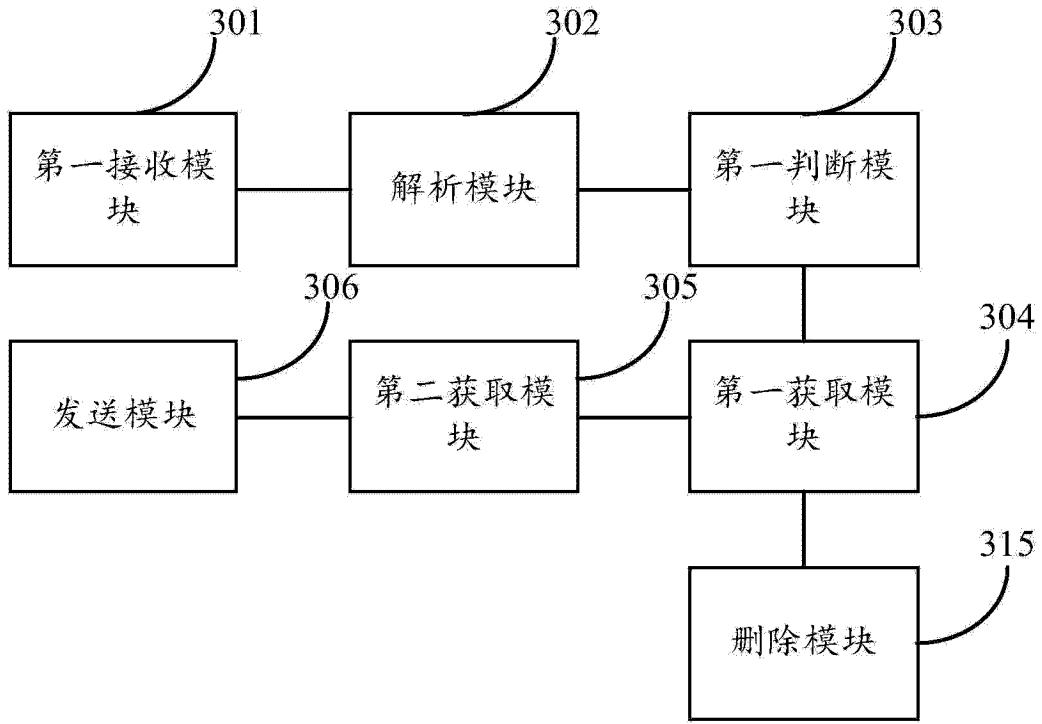 301
302
303
第一接收模
块
解析模块
第一判断模
块
306
305
304
发送模块
第二获取模
块
第一获取模
块
315
删除模块